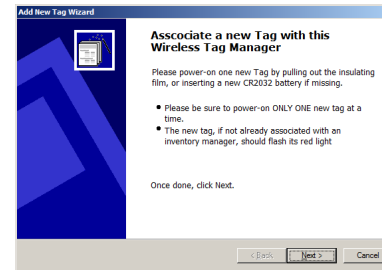 Add New Tag Wizard
Asscociate a new Tag with this
Wireless Tag Manager
Please power-on one new Tag by pulling out the insulating
film, or inserting a new CR2032 battery if missing.
• Please be sure to power-on ONLY ONE new tag at a
time.
• The new tag, if not already associated with an
inventory manager, should flash its red light
Once done, click Next.
< Back Next > Cancel